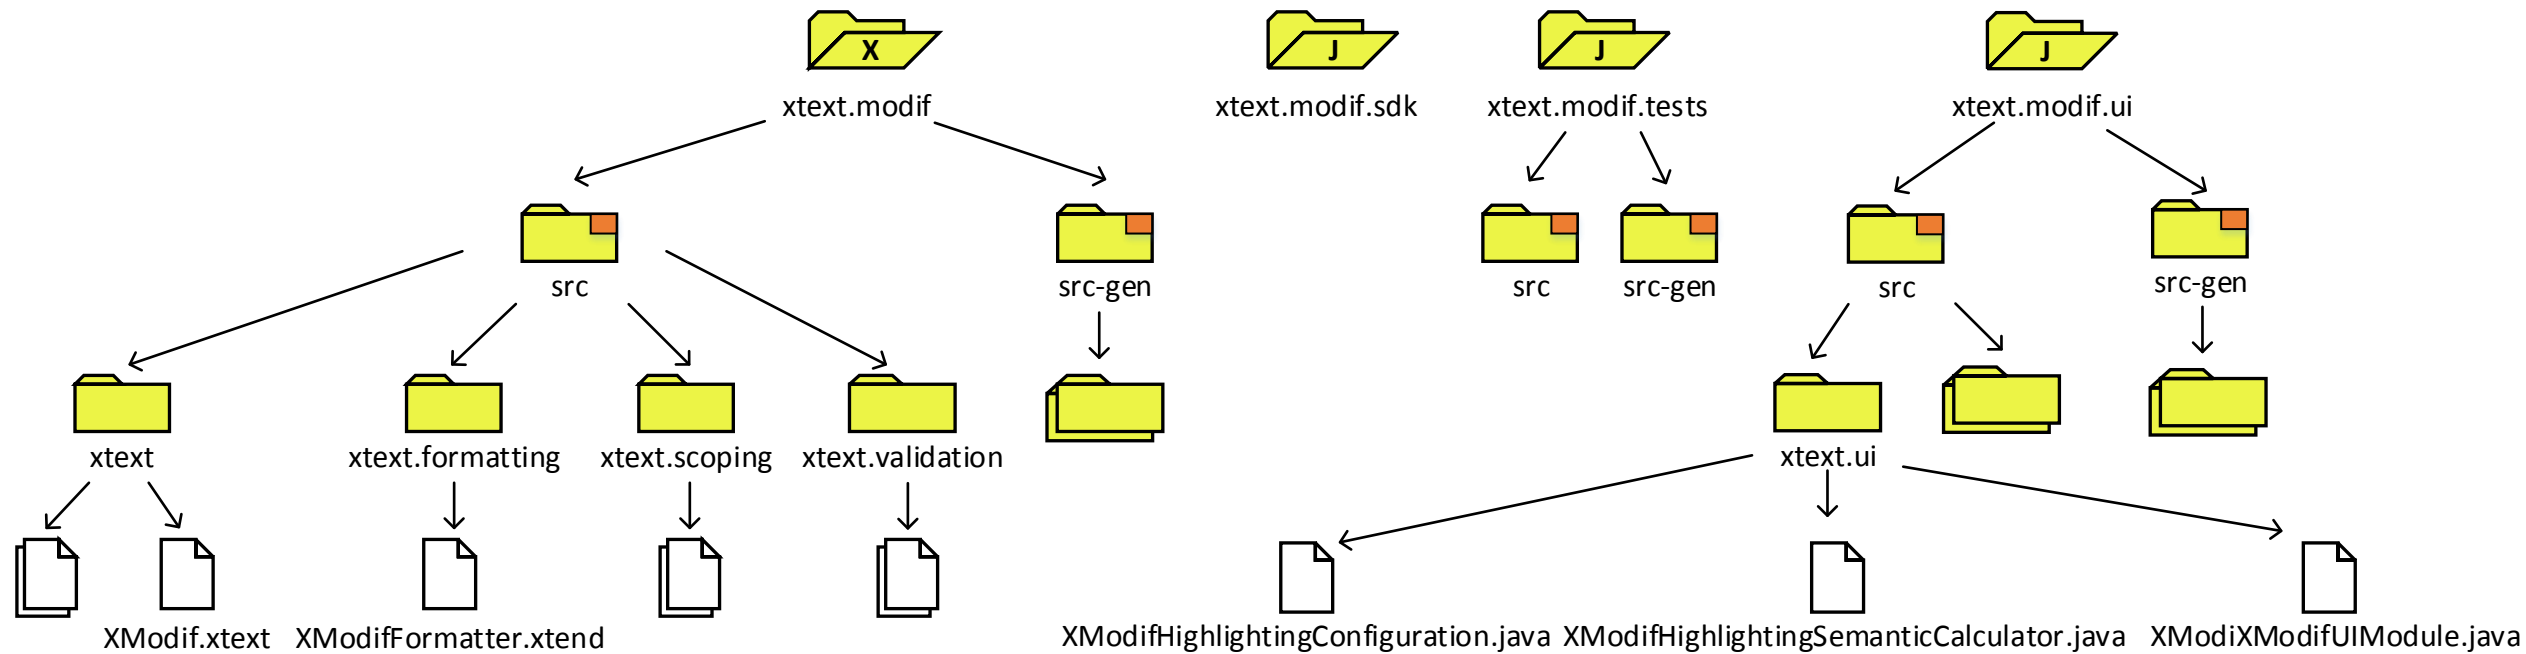 X
J
J
J
xtext.modif
xtext.modif.sdk
xtext.modif.tests
xtext.modif.ui
src
src-gen
src
src-gen
src
src-gen
xtext
xtext.formatting
xtext.scoping
xtext.validation
xtext.ui
XModif.xtext
XModifFormatter.xtend
XModifHighlightingConfiguration.java
XModifHighlightingSemanticCalculator.java
XModiXModifUIModule.java